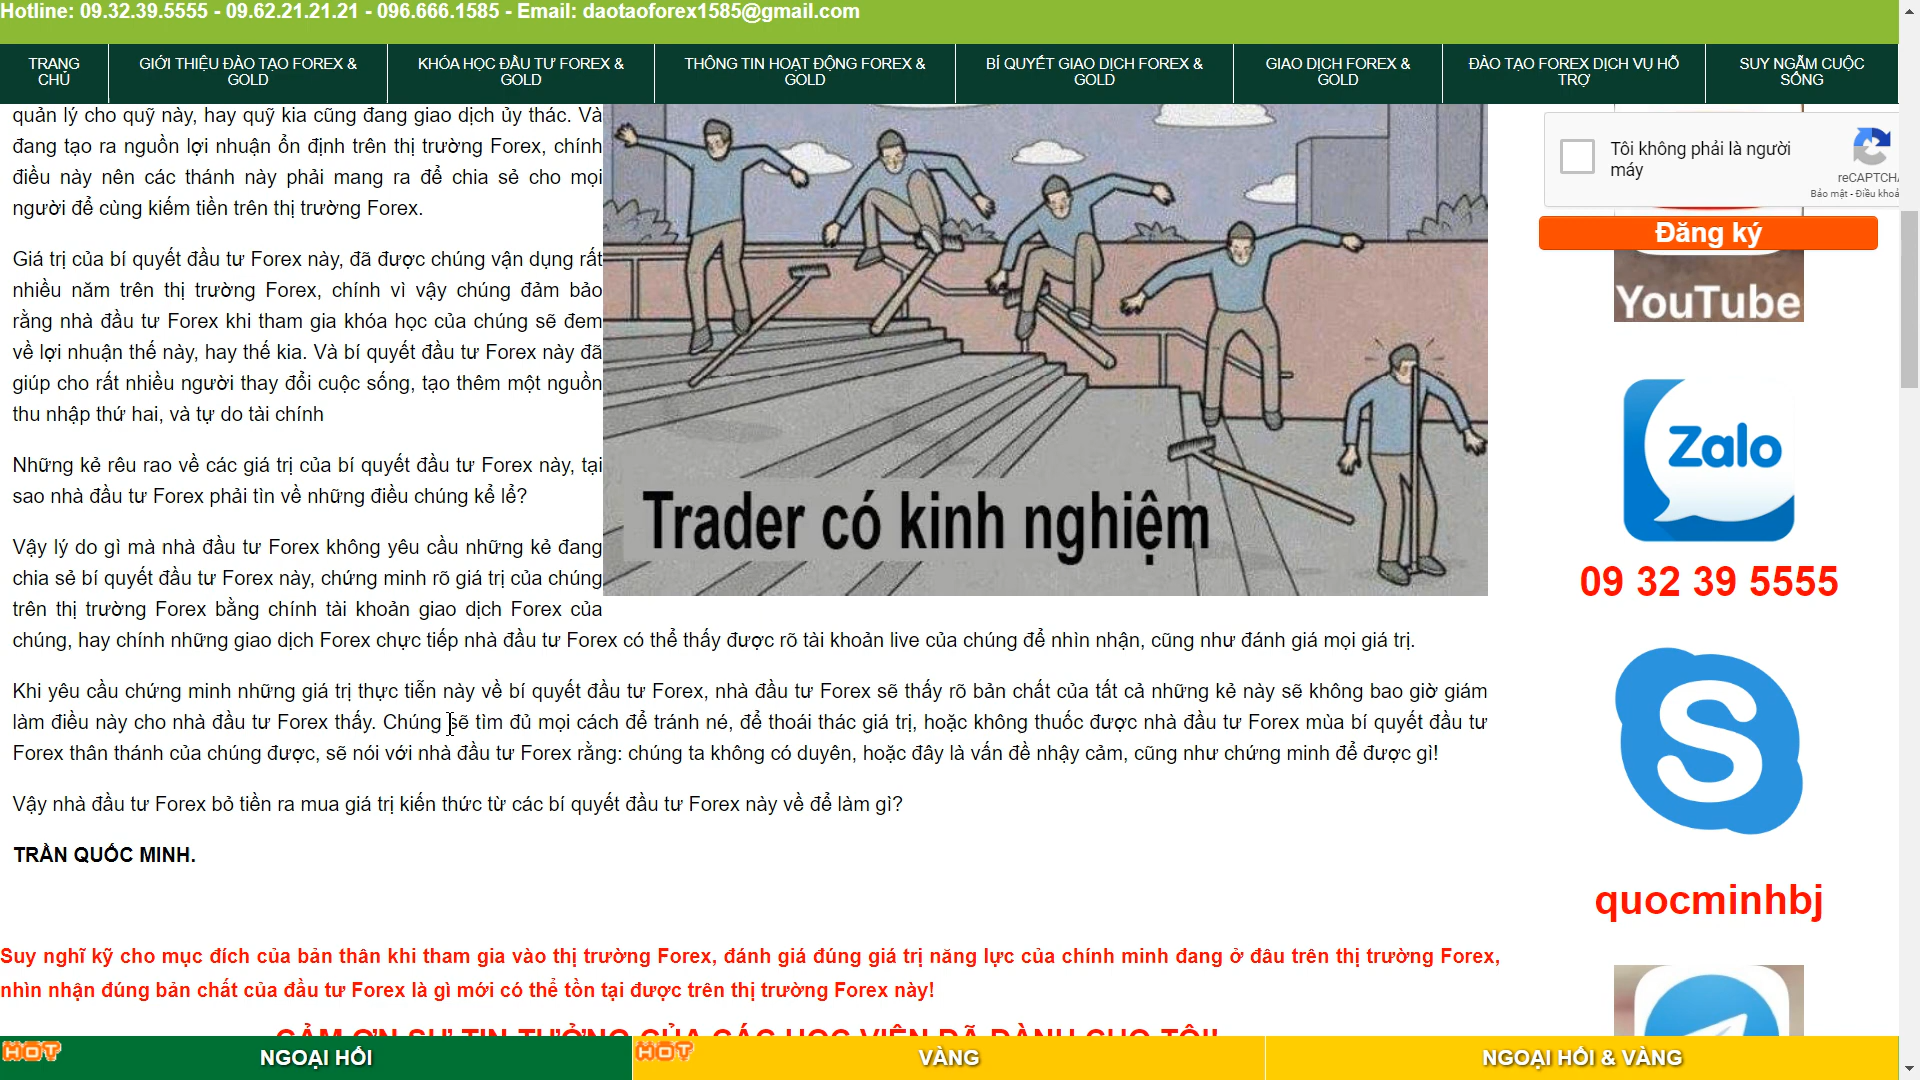 Hotline: 09.32.39.5555 - 09.62.21.21.21 - 096.666.1585 - Email: daotaoforex1585@gmail.com
TRANG CHỦ
GIỚI THIỆU ĐÀO TẠO FOREX & GOLD
KHÓA HỌC ĐẦU TƯ FOREX & GOLD
THÔNG TIN HOẠT ĐỘNG FOREX & GOLD
BÍ QUYẾT GIAO DỊCH FOREX & GOLD
GIAO DỊCH FOREX & GOLD
ĐÀO TẠO FOREX DỊCH VỤ HỖ TRỢ
SUY NGẪM CUỘC SỐNG
quản lý cho quỹ này, hay quỹ kia cũng đang giao dịch ủy thác. Và
đang tạo ra nguồn lợi nhuận ổn định trên thị trường Forex, chính
điều này nên các thánh này phải mang ra để chia sẻ cho mọi
người để cùng kiếm tiền trên thị trường Forex.
Giá trị của bí quyết đầu tư Forex này, đã được chúng vận dụng rất
nhiều năm trên thị trường Forex, chính vì vậy chúng đảm bảo
rằng nhà đầu tư Forex khi tham gia khóa học của chúng sẽ đem
về lợi nhuận thế này, hay thế kia. Và bí quyết đầu tư Forex này đã
giúp cho rất nhiều người thay đổi cuộc sống, tạo thêm một nguồn
thu nhập thứ hai, và tự do tài chính
Những kẻ rêu rao về các giá trị của bí quyết đầu tư Forex này, tại
sao nhà đầu tư Forex phải tìn về những điều chúng kể lể?
Vậy lý do gì mà nhà đầu tư Forex không yêu cầu những kẻ đang
chia sẻ bí quyết đầu tư Forex này, chứng minh rõ giá trị của chúng
trên thị trường Forex bằng chính tài khoản giao dịch Forex của
chúng, hay chính những giao dịch Forex chực tiếp nhà đầu tư Forex có thể thấy được rõ tài khoản live của chúng để nhìn nhận, cũng như đánh giá mọi giá trị.
Khi yêu cầu chứng minh những giá trị thực tiễn này về bí quyết đầu tư Forex, nhà đầu tư Forex sẽ thấy rõ bản chất của tất cả những kẻ này sẽ không bao giờ giám
làm điều này cho nhà đầu tư Forex thấy. Chúng sẽ tìm đủ mọi cách để tránh né, để thoái thác giá trị, hoặc không thuốc được nhà đầu tư Forex mùa bí quyết đầu tư
Forex thân thánh của chúng được, sẽ nói với nhà đầu tư Forex rằng: chúng ta không có duyên, hoặc đây là vấn đề nhậy cảm, cũng như chứng minh để được gì!
Vậy nhà đầu tư Forex bỏ tiền ra mua giá trị kiến thức từ các bí quyết đầu tư Forex này về để làm gì?
TRẦN QUỐC MINH.
Trader có kinh nghiệm
Tôi không phải là người máy
reCAPTCHA
Bảo mật - Điều khoả
Đăng ký
YouTube
Zalo
09 32 39 5555
S
quocminhbj
Suy nghĩ kỹ cho mục đích của bản thân khi tham gia vào thị trường Forex, đánh giá đúng giá trị năng lực của chính minh đang ở đâu trên thị trường Forex,
nhìn nhận đúng bản chất của đầu tư Forex là gì mới có thể tồn tại được trên thị trường Forex này!
CẢM ƠN SỰ TIN TƯỞNG CỦA CÁC HỌC VIÊN ĐÃ DÀNH CHO TÔI!
HOT
NGOẠI HỐI
HOT
VÀNG
NGOẠI HỐI & VÀNG